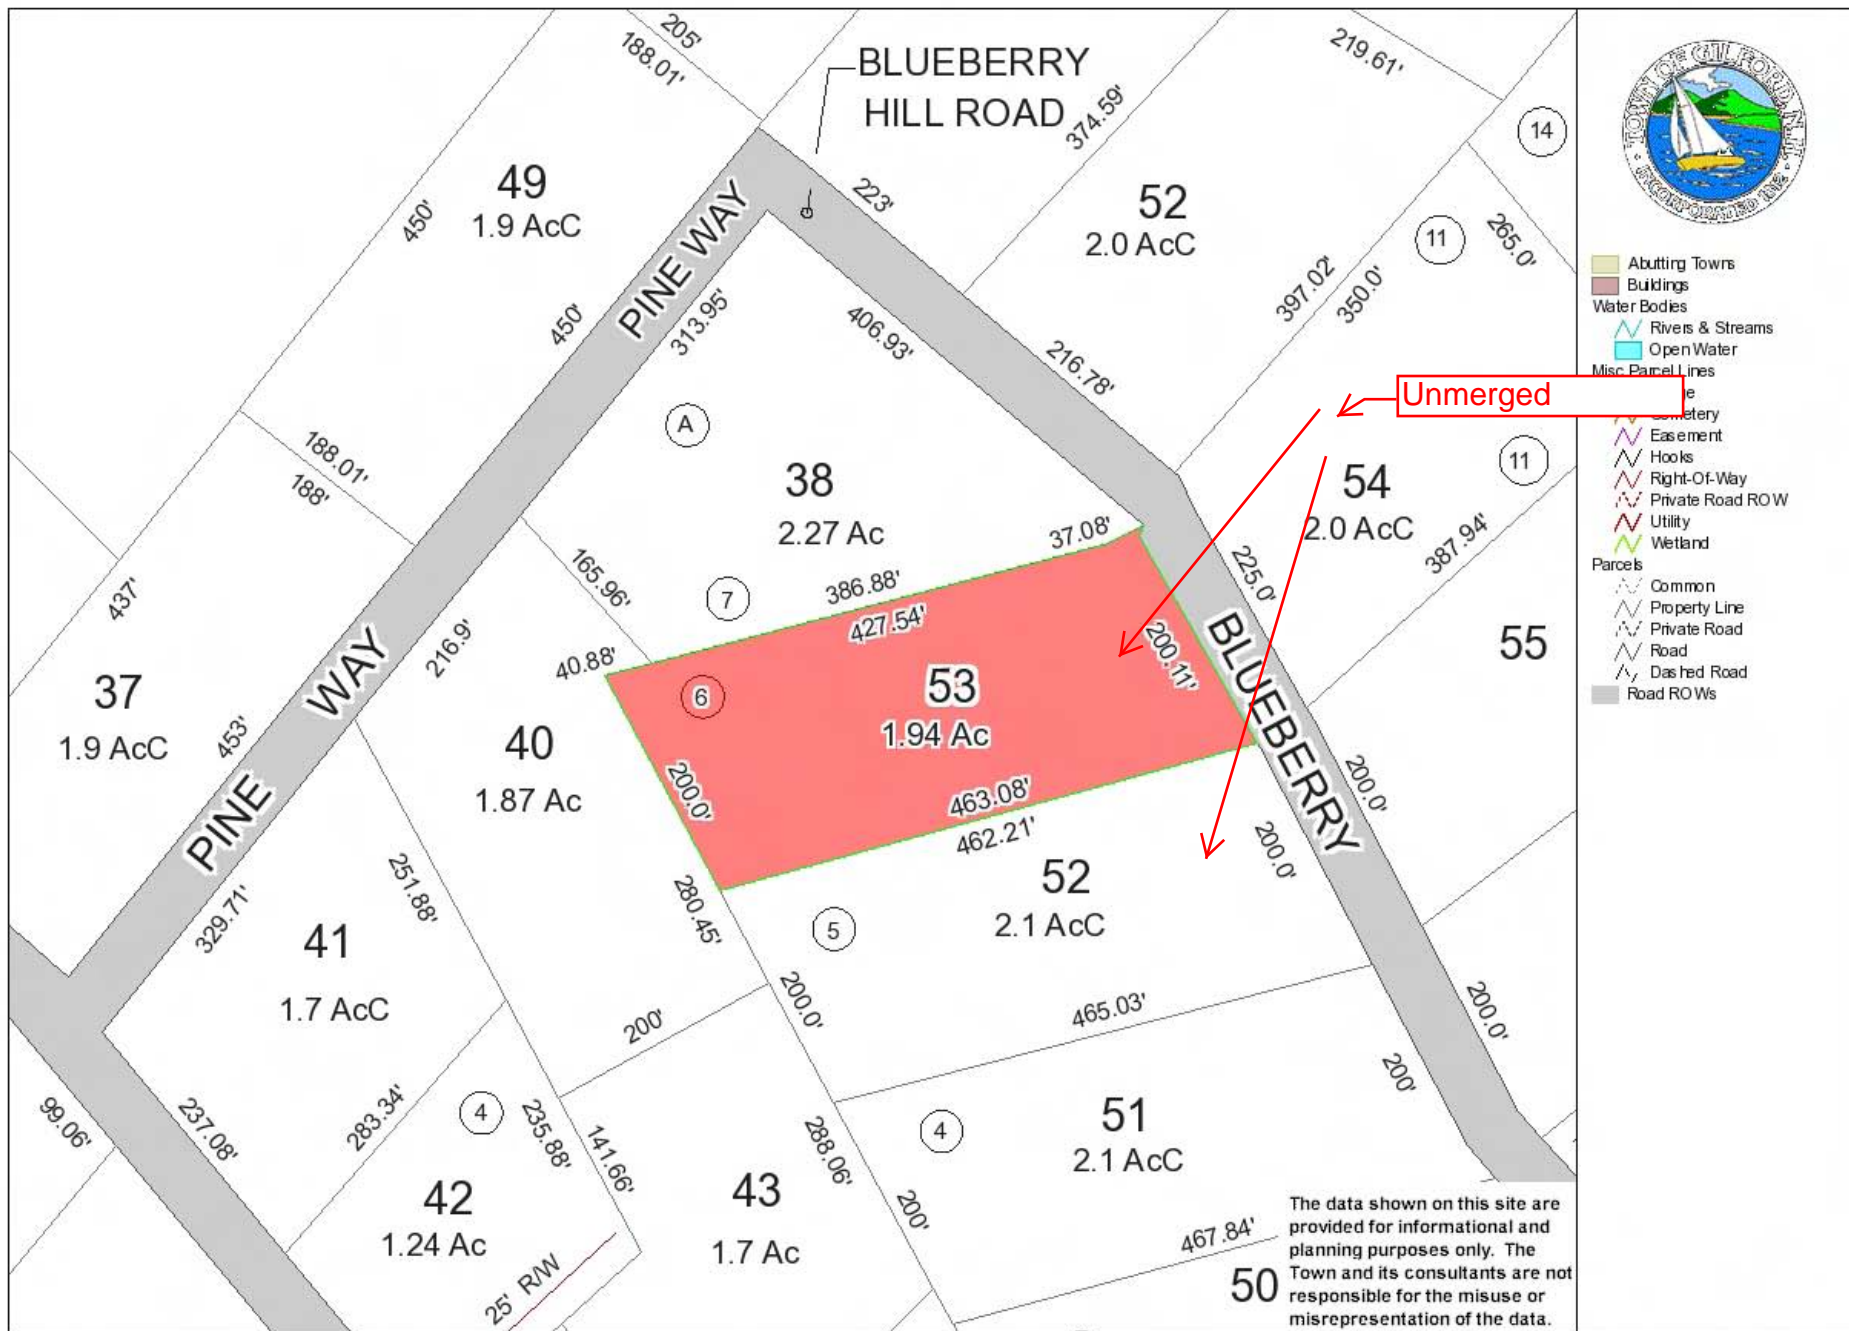 205'
188.01'
BLUEBERRY
HILL ROAD
219.61'
374.59'
14
TOWN OF GILFORD, N.H.
49
1.9 AcC
450'
PINE WAY
223'
52
2.0 AcC
11
265.0'
397.02'
350.0'
450'
313.95'
406.93'
216.78'
Unmerged
Abutting Towns
Buildings
Water Bodies
Rivers & Streams
Open Water
Misc Parcel Lines
Easement
Hooks
Right-Of-Way
Private Road ROW
Utility
Wetland
Parcels
Common
Property Line
Private Road
Road
Dashed Road
Road ROWs
A
188.01'
188'
38
2.27 Ac
37.08'
54
2.0 AcC
11
387.94'
225.0'
437'
165.96'
7
386.88'
427.54'
216.9'
40.88'
200.11'
BLUEBERRY
55
37
1.9 AcC
PINE WAY
453'
6
53
1.94 Ac
40
1.87 Ac
200.0'
463.08'
462.21'
200.0'
200.0'
52
2.1 AcC
251.88'
280.45'
5
329.71'
41
1.7 AcC
200'
200.0'
465.03'
200.0'
200'
99.06'
237.08'
283.34'
4
235.88'
141.66'
288.06'
4
51
2.1 AcC
42
1.24 Ac
43
1.7 Ac
200'
467.84'
50
25' R/W
The data shown on this site are
provided for informational and
planning purposes only. The
Town and its consultants are not
responsible for the misuse or
misrepresentation of the data.